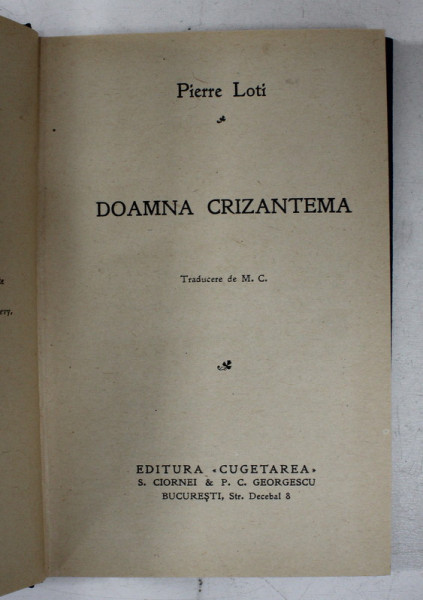 Pierre Loti
DOAMNA CRIZANTEMA
Traducere de M. C.
EDITURA «CUGETAREA»
S. CIORNEI & P. C. GEORGESCU
BUCUREȘTI, Str. Decebal 8